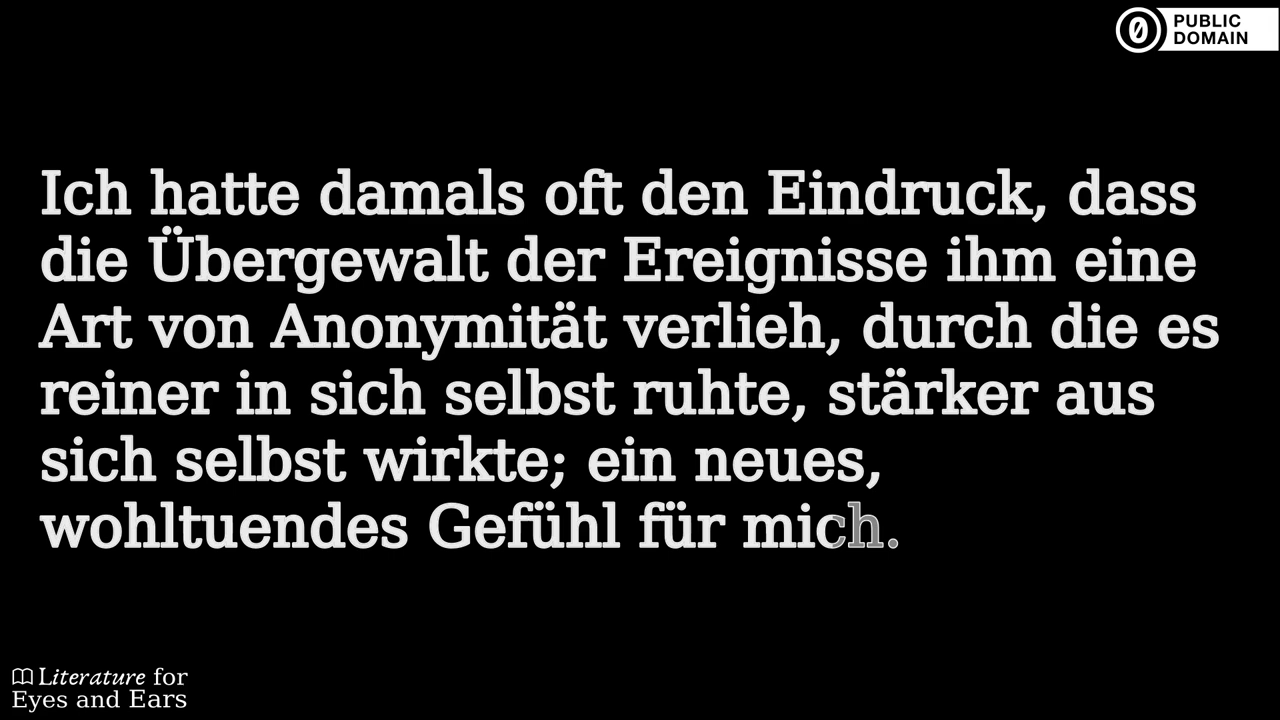 PUBLIC
DOMAIN
Ich hatte damals oft den Eindruck, dass
die Übergewalt der Ereignisse ihm eine
Art von Anonymität verlieh, durch die es
reiner in sich selbst ruhte, stärker aus
sich selbst wirkte; ein neues,
wohltuendes Gefühl für mich.
Literature for
Eyes and Ears